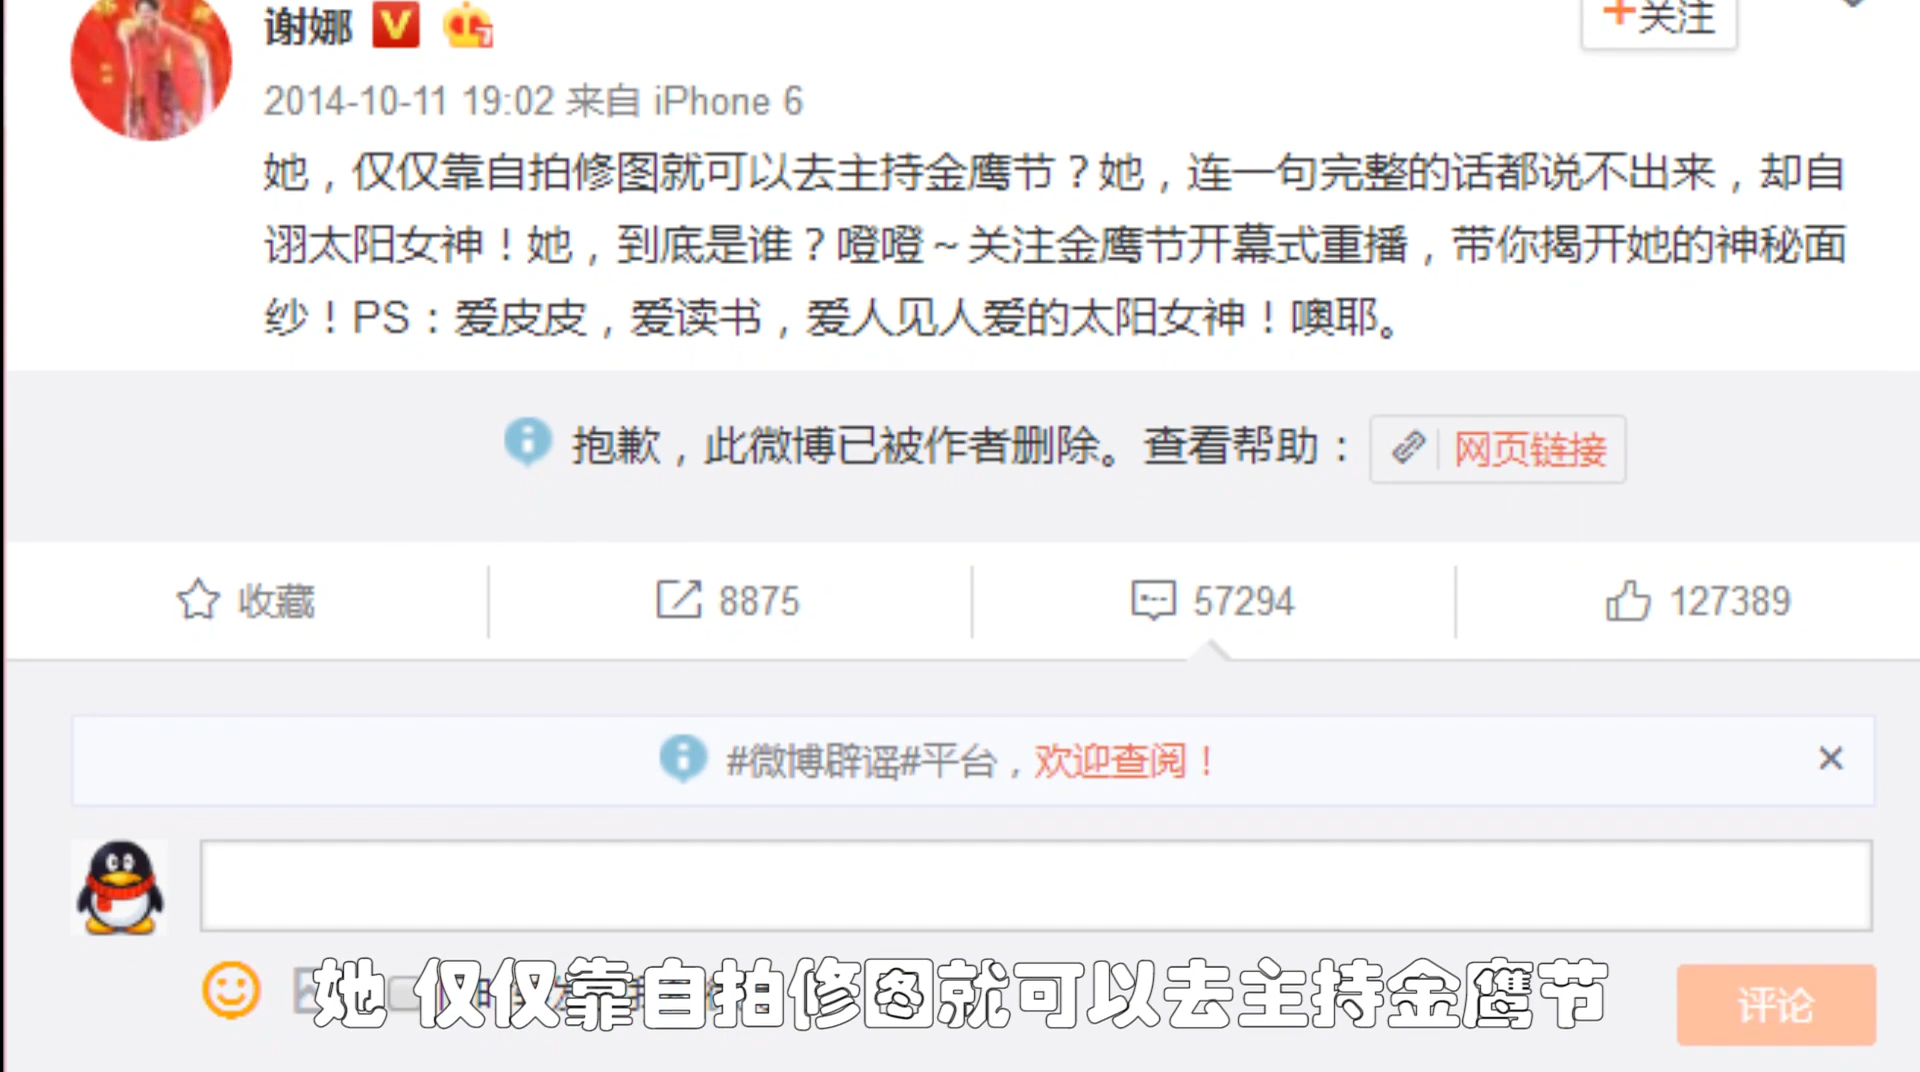 谢娜
+关注
2014-10-11 19:02 来自 iPhone 6
她，仅仅靠自拍修图就可以去主持金鹰节？她，连一句完整的话都说不出来，却自
诩太阳女神！她，到底是谁？噔噔～关注金鹰节开幕式重播，带你揭开她的神秘面
纱！PS：爱皮皮，爱读书，爱人见人爱的太阳女神！噢耶。
抱歉，此微博已被作者删除。查看帮助： 网页链接
收藏 8875 57294 127389
#微博辟谣#平台，欢迎查阅！
她 仅仅靠自拍修图就可以去主持金鹰节
评论